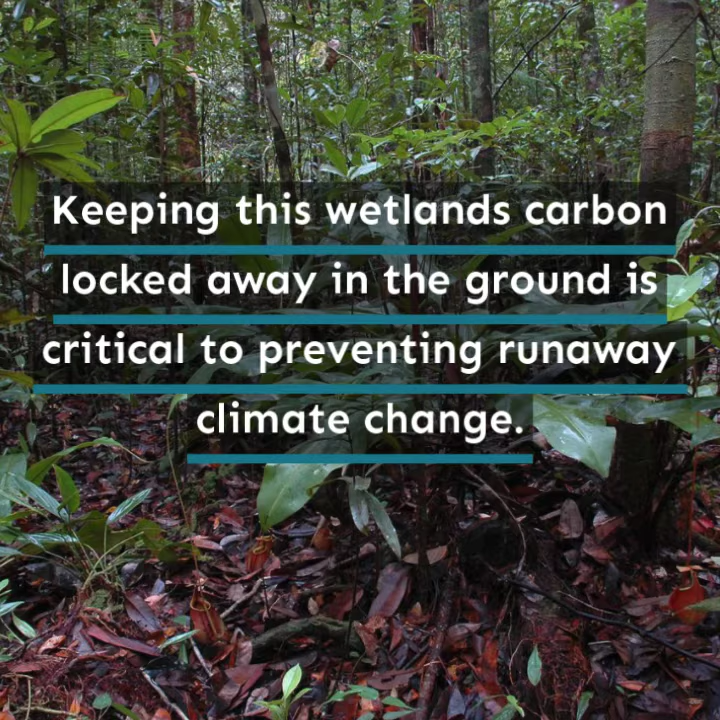 Keeping this wetlands carbon
locked away in the ground is
critical to preventing runaway
climate change.